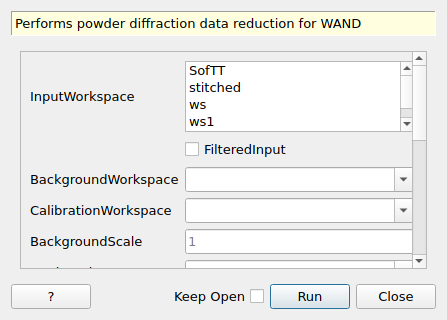 Performs powder diffraction data reduction for WAND
InputWorkspace
SofTT
stitched
ws
ws1
FilteredInput
BackgroundWorkspace
CalibrationWorkspace
BackgroundScale
1
?
Keep Open
Run
Close